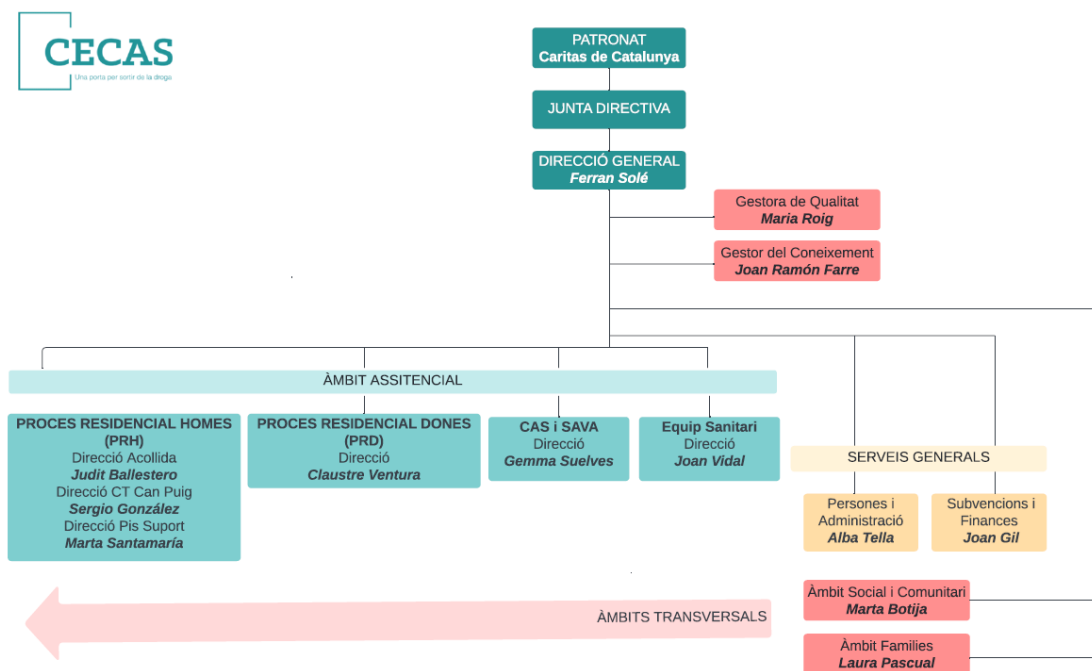 CECAS
Una porta per sortir de la droga
PATRONAT
Caritas de Catalunya
JUNTA DIRECTIVA
DIRECCIÓ GENERAL
Ferran Solé
Gestora de Qualitat
Maria Roig
Gestor del Coneixement
Joan Ramón Farre
ÀMBIT ASSITENCIAL
PROCES RESIDENCIAL HOMES
(PRH)
Direcció Acollida
Judit Ballestero
Direcció CT Can Puig
Sergio González
Direcció Pis Suport
Marta Santamaría
PROCES RESIDENCIAL DONES
(PRD)
Direcció
Claustre Ventura
CAS i SAVA
Direcció
Gemma Suelves
Equip Sanitari
Direcció
Joan Vidal
SERVEIS GENERALS
Persones i
Administració
Alba Tella
Subvencions i
Finances
Joan Gil
ÀMBITS TRANSVERSALS
Àmbit Social i Comunitari
Marta Botija
Àmbit Families
Laura Pascual